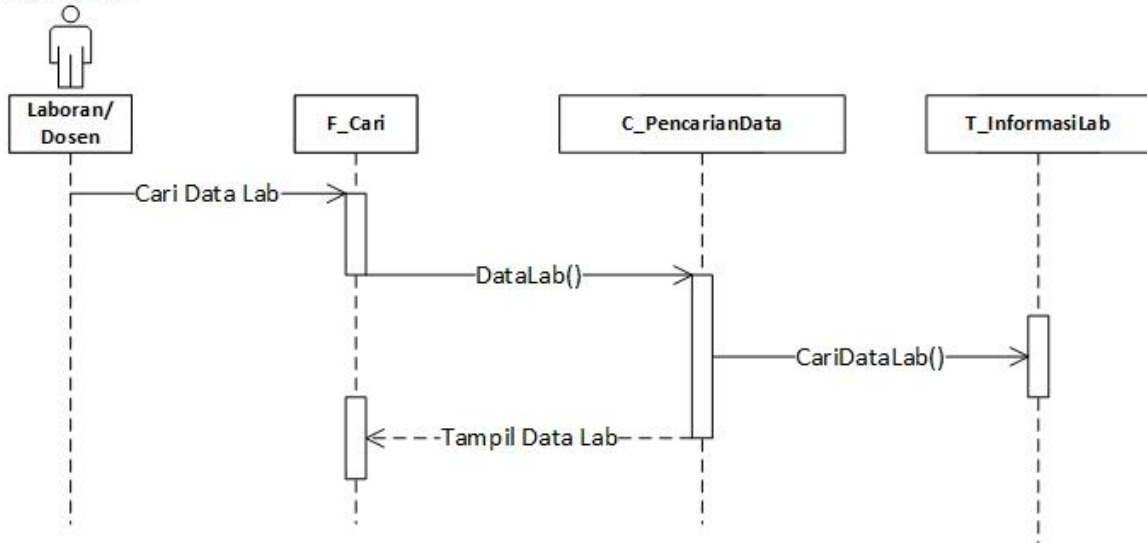 Laboran/
Dosen
F_Cari
C_PencarianData
T_InformasiLab
Cari Data Lab
DataLab()
CariDataLab()
Tampil Data Lab